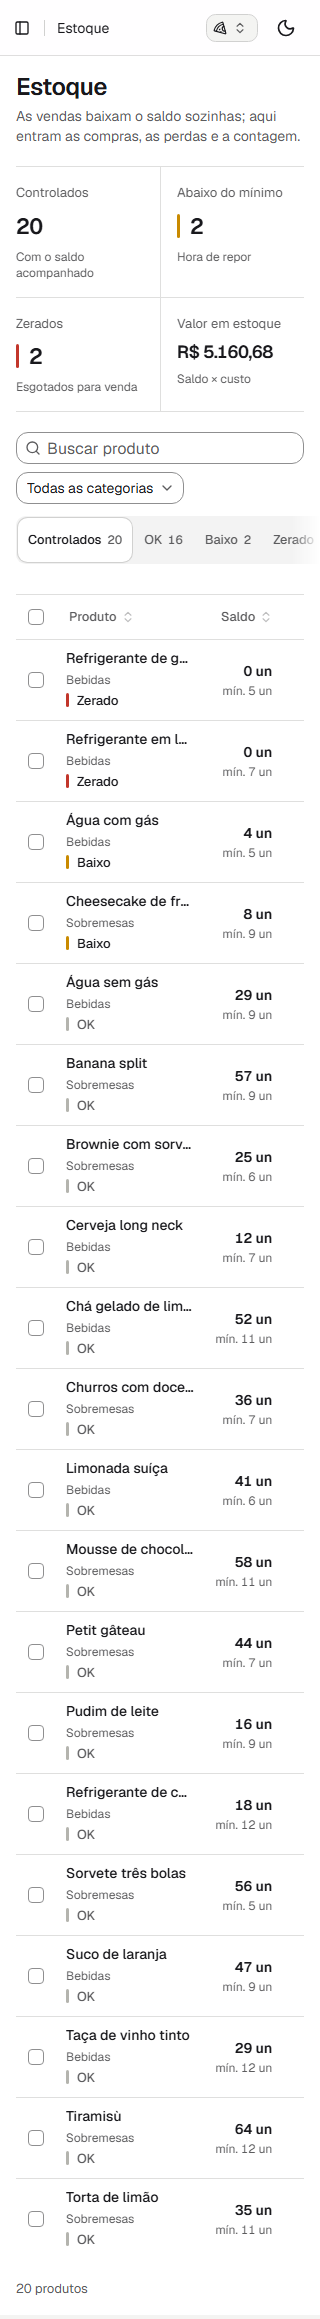 Estoque
Estoque
As vendas baixam o saldo sozinhas; aqui
entram as compras, as perdas e a contagem.
Controlados
20
Com o saldo
acompanhado
Abaixo do mínimo
2
Hora de repor
Zerados
2
Esgotados para venda
Valor em estoque
R$ 5.160,68
Saldo × custo
Buscar produto
Todas as categorias
Controlados 20 OK 16 Baixo 2 Zerado
Produto Saldo
Refrigerante de g...
Bebidas
Zerado
0 un
mín. 5 un
Refrigerante em l...
Bebidas
Zerado
0 un
mín. 7 un
Água com gás
Bebidas
Baixo
4 un
mín. 5 un
Cheesecake de fr...
Sobremesas
Baixo
8 un
mín. 9 un
Água sem gás
Bebidas
OK
29 un
mín. 9 un
Banana split
Sobremesas
OK
57 un
mín. 9 un
Brownie com sorv...
Sobremesas
OK
25 un
mín. 6 un
Cerveja long neck
Bebidas
OK
12 un
mín. 7 un
Chá gelado de lim...
Bebidas
OK
52 un
mín. 11 un
Churros com doce...
Sobremesas
OK
36 un
mín. 7 un
Limonada suíça
Bebidas
OK
41 un
mín. 6 un
Mousse de chocol...
Sobremesas
OK
58 un
mín. 11 un
Petit gâteau
Sobremesas
OK
44 un
mín. 7 un
Pudim de leite
Sobremesas
OK
16 un
mín. 9 un
Refrigerante de c...
Bebidas
OK
18 un
mín. 12 un
Sorvete três bolas
Sobremesas
OK
56 un
mín. 5 un
Suco de laranja
Bebidas
OK
47 un
mín. 9 un
Taça de vinho tinto
Bebidas
OK
29 un
mín. 12 un
Tiramisù
Sobremesas
OK
64 un
mín. 12 un
Torta de limão
Sobremesas
OK
35 un
mín. 11 un
20 produtos